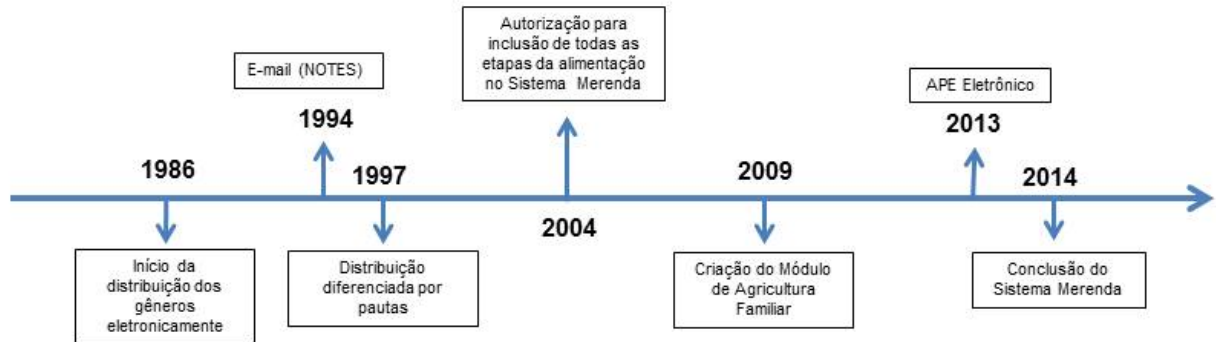 1986
Início da
distribuição dos
gêneros
eletronicamente
E-mail (NOTES)
1994
1997
Distribuição
diferenciada por
pautas
Autorização para
inclusão de todas as
etapas da alimentação
no Sistema Merenda
2004
2009
Criação do Módulo
de Agricultura
Familiar
APE Eletrônico
2013
2014
Conclusão do
Sistema Merenda